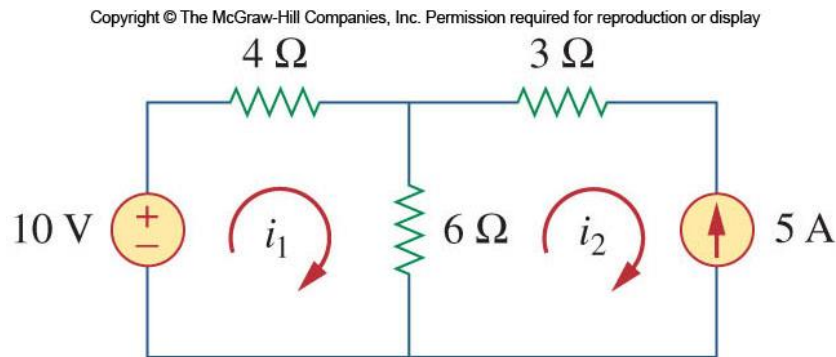 Copyright © The McGraw-Hill Companies, Inc. Permission required for reproduction or display
4 Ω 3 Ω
10 V + − i₁ 6 Ω i₂ 5 A